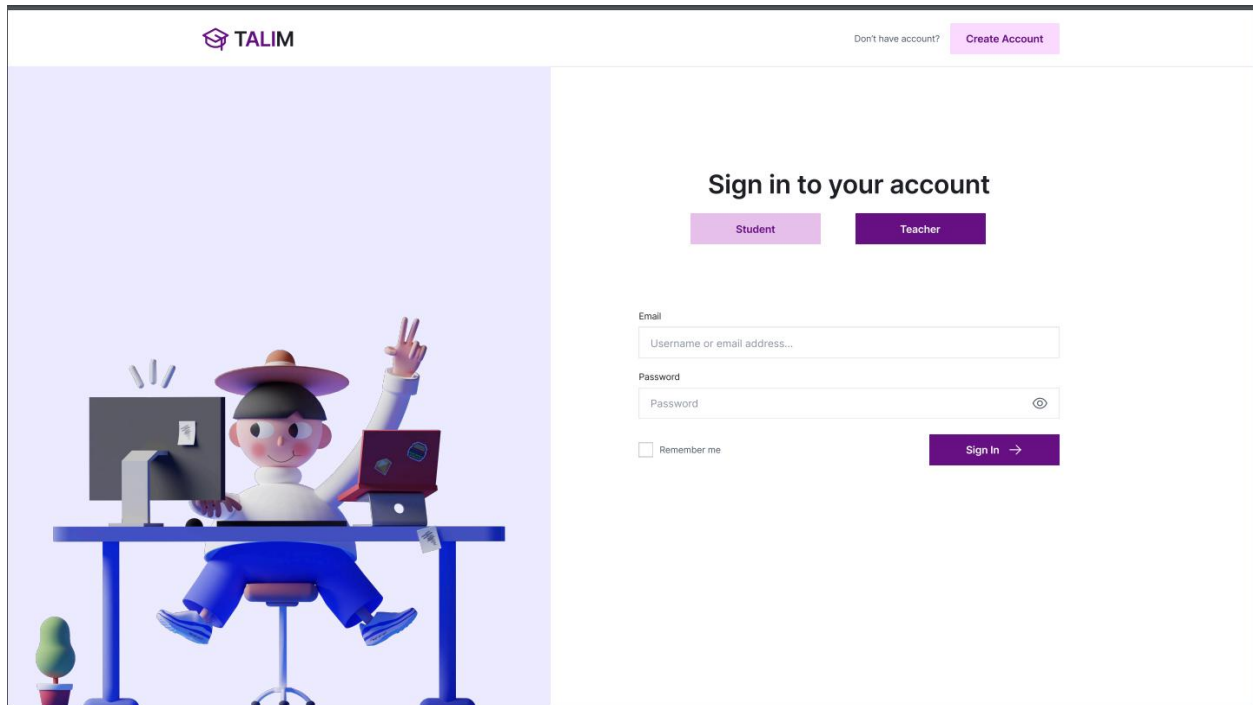 TALIM
Don't have account? Create Account
Sign in to your account
Student Teacher
Email
Username or email address...
Password
Password
Remember me Sign In →